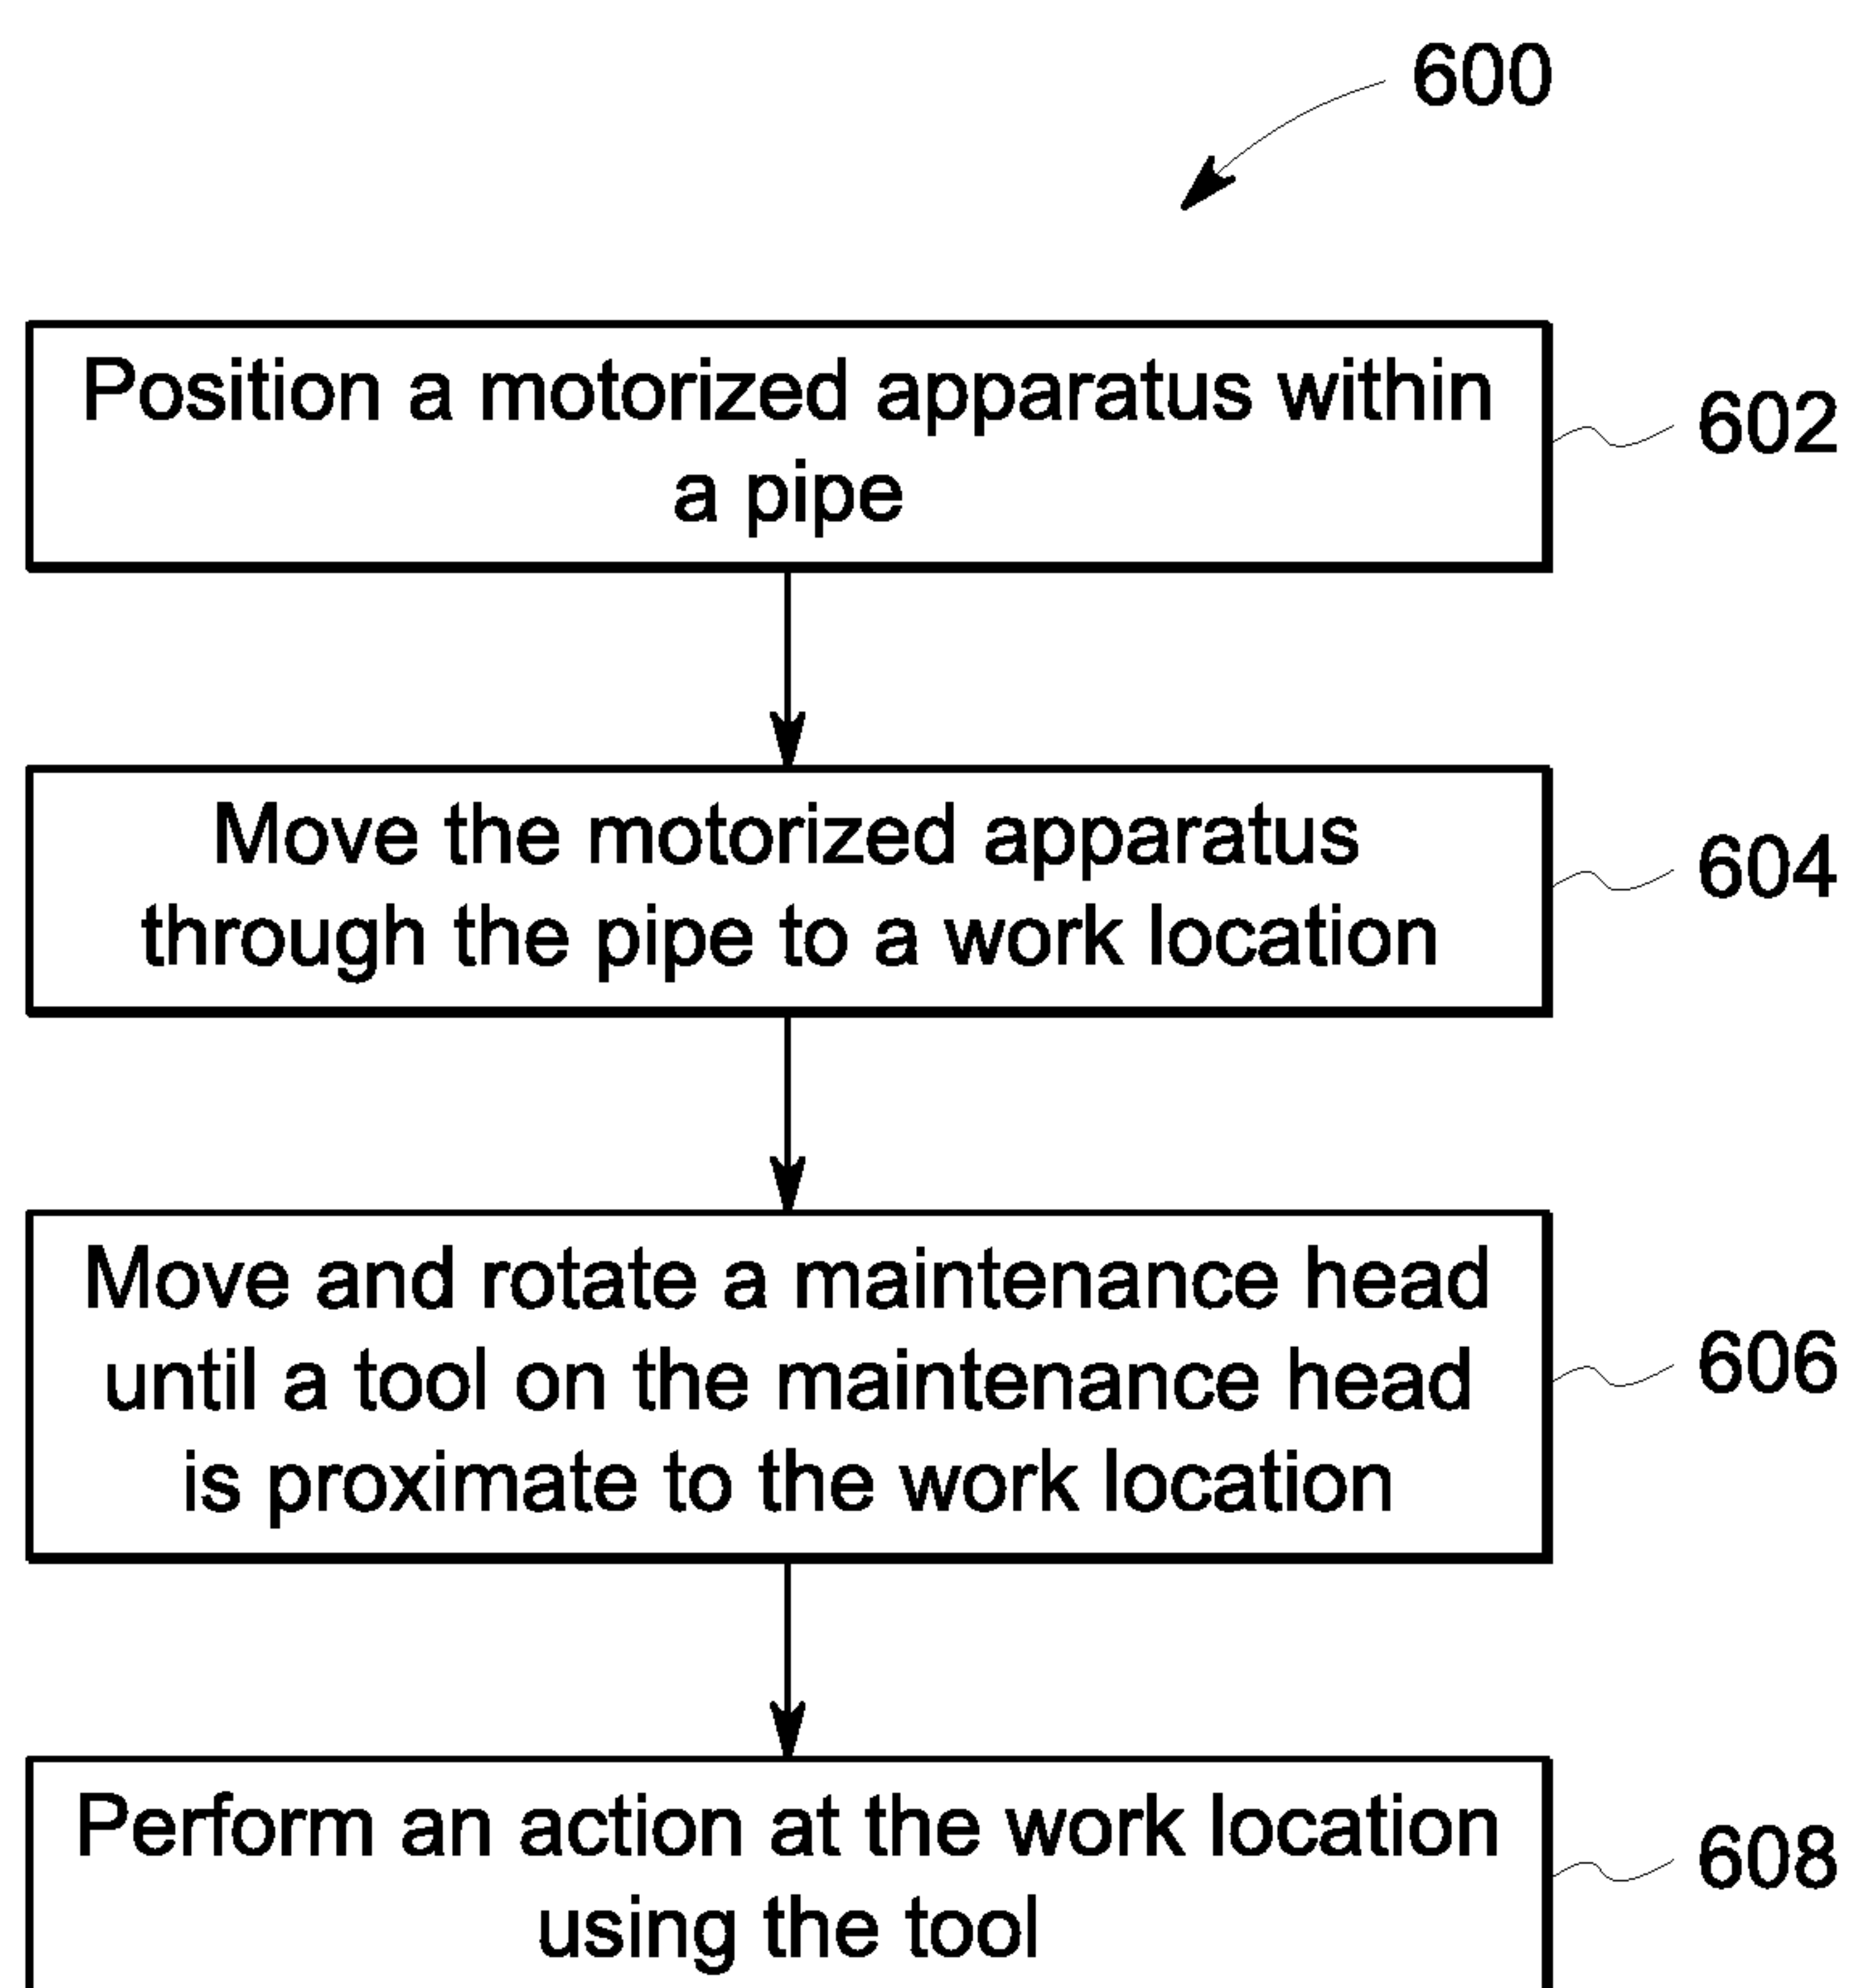 600
Position a motorized apparatus within
a pipe
602
Move the motorized apparatus
through the pipe to a work location
604
Move and rotate a maintenance head
until a tool on the maintenance head
is proximate to the work location
606
Perform an action at the work location
using the tool
608